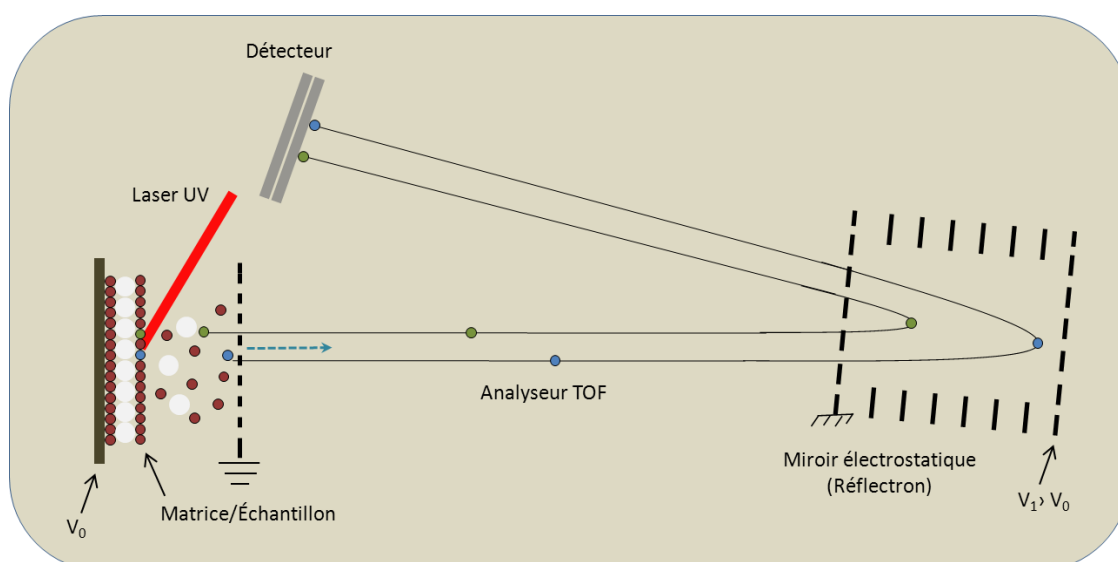 Détecteur
Laser UV
Analyseur TOF
Miroir électrostatique
(Réflectron)
Matrice/Échantillon
V₀
V₁› V₀